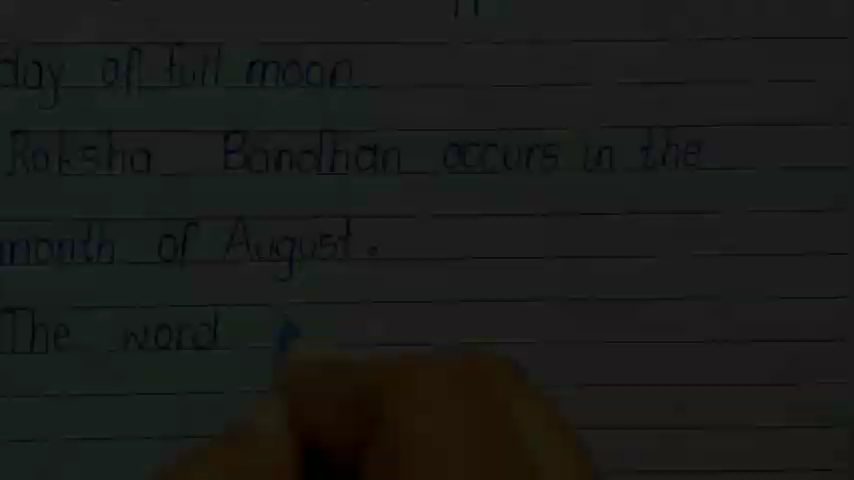 day of full moon
Raksha Bandhan occurs in the
month of August.
The word